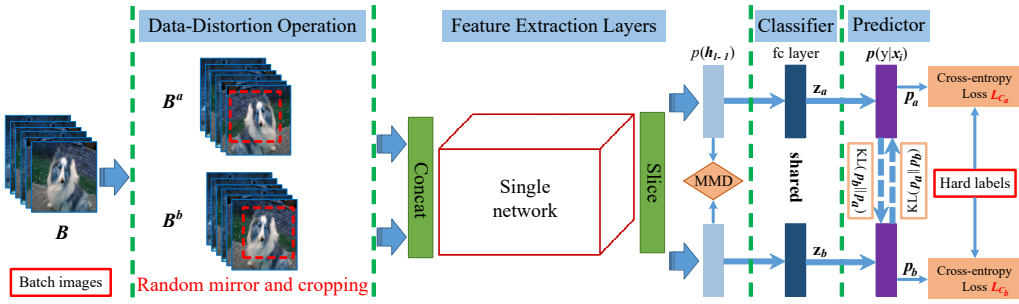 Data-Distortion Operation
Feature Extraction Layers
Classifier
Predictor
B
Batch images
Bᵃ
Bᵇ
Random mirror and cropping
Concat
Single
network
Slice
p(h_{l-1})
MMD
fc layer
shared
z_a
z_b
p(y|x_i)
p_a
p_b
KL(p_b||p_a)
KL(p_a||p_b)
Cross-entropy
Loss L_{C_a}
Hard labels
Cross-entropy
Loss L_{C_b}